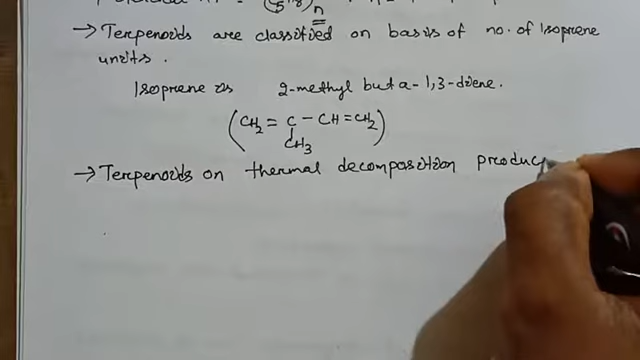 (C5H8)n
→ Terpenoids are classified on basis of no. of Isoprene
units.
Isoprene is 2-methyl buta-1,3-diene.
(CH2 = C - CH = CH2)
CH3
→ Terpenoids on thermal decomposition produc